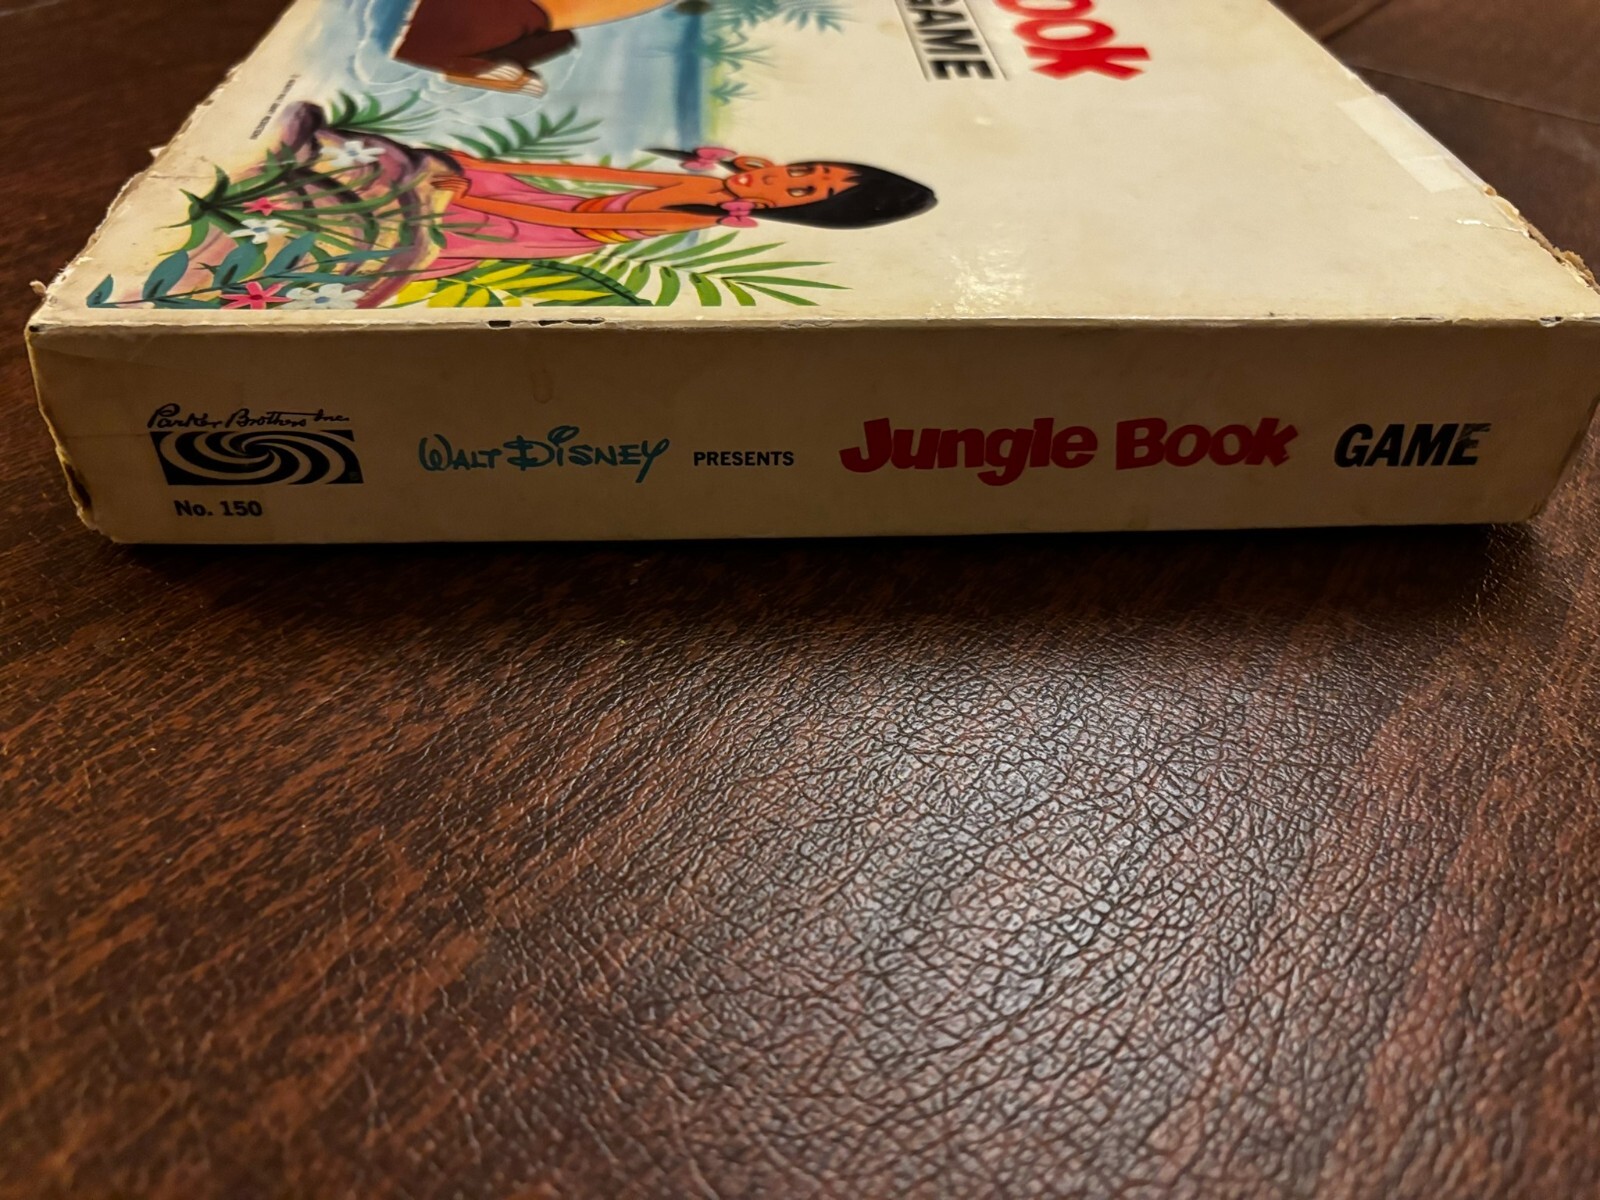 ook
GAME
Parker Brothers Inc.
WALT DISNEY PRESENTS Jungle Book GAME
No. 150